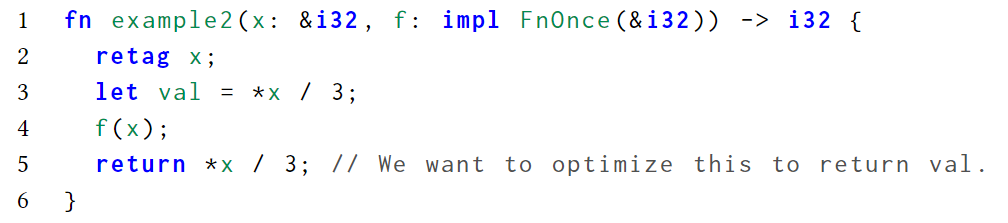 1 fn example2(x: &i32, f: impl FnOnce(&i32)) -> i32 {
2   retag x;
3   let val = *x / 3;
4   f(x);
5   return *x / 3; // We want to optimize this to return val.
6 }